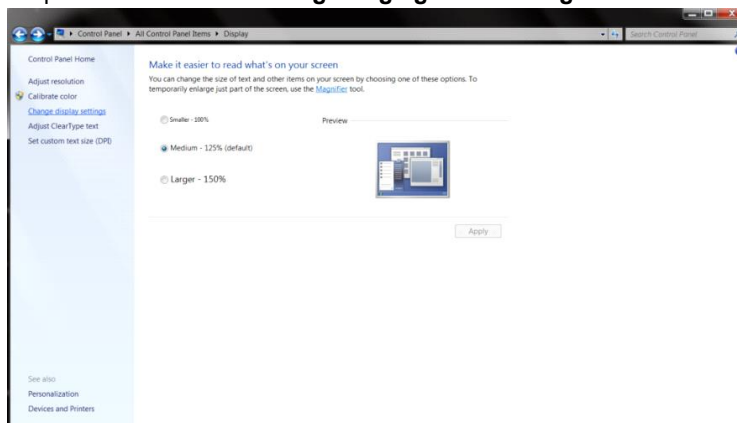 Control Panel ▸ All Control Panel Items ▸ Display
Search Control Panel
Control Panel Home
Adjust resolution
Calibrate color
Change display settings
Adjust ClearType text
Set custom text size (DPI)
See also
Personalization
Devices and Printers
Make it easier to read what's on your screen
You can change the size of text and other items on your screen by choosing one of these options. To
temporarily enlarge just part of the screen, use the Magnifier tool.
Smaller - 100%
Preview
Medium - 125% (default)
Larger - 150%
Apply